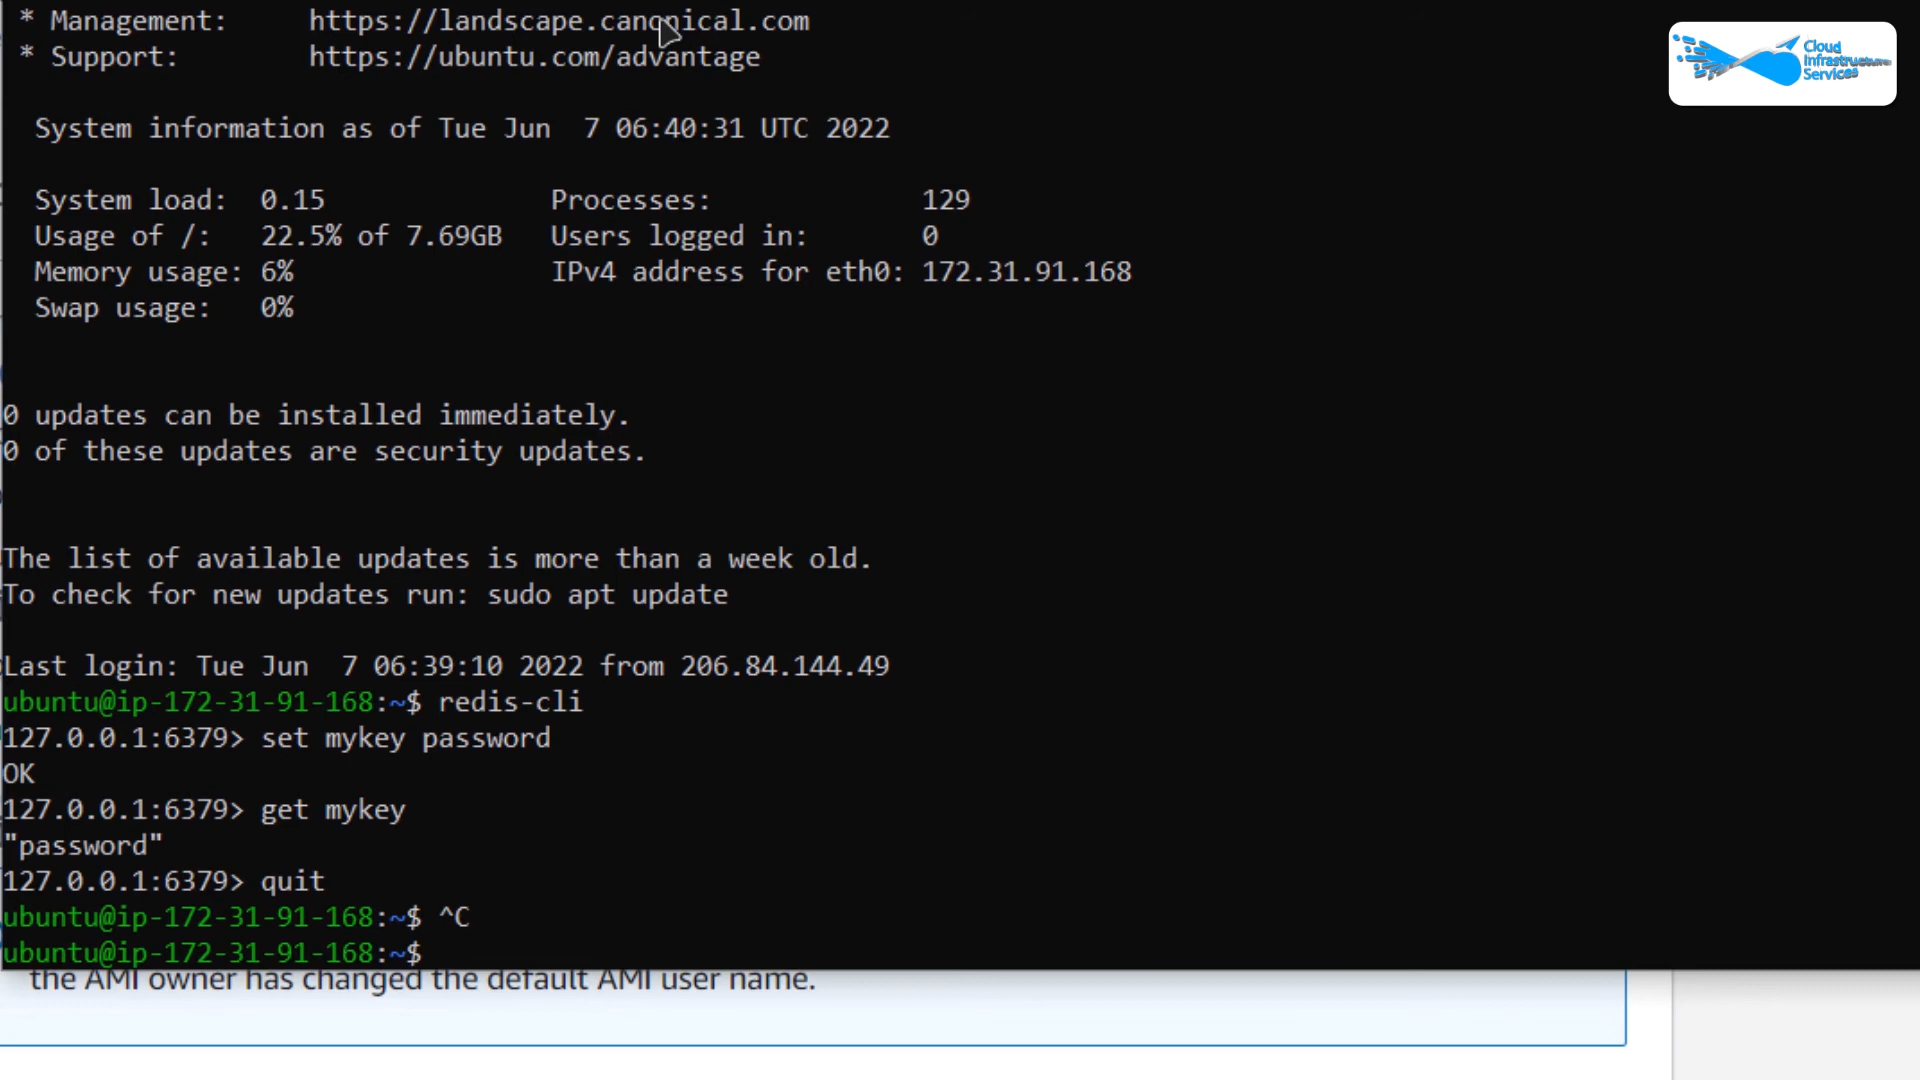 * Management:     https://landscape.canonical.com
* Support:        https://ubuntu.com/advantage
Cloud
Infrastructure
Services
System information as of Tue Jun  7 06:40:31 UTC 2022
System load:  0.15              Processes:             129
Usage of /:   22.5% of 7.69GB   Users logged in:       0
Memory usage: 6%                IPv4 address for eth0: 172.31.91.168
Swap usage:   0%
0 updates can be installed immediately.
0 of these updates are security updates.
The list of available updates is more than a week old.
To check for new updates run: sudo apt update
Last login: Tue Jun  7 06:39:10 2022 from 206.84.144.49
ubuntu@ip-172-31-91-168:~$ redis-cli
127.0.0.1:6379> set mykey password
OK
127.0.0.1:6379> get mykey
"password"
127.0.0.1:6379> quit
ubuntu@ip-172-31-91-168:~$ ^C
ubuntu@ip-172-31-91-168:~$
the AMI owner has changed the default AMI user name.